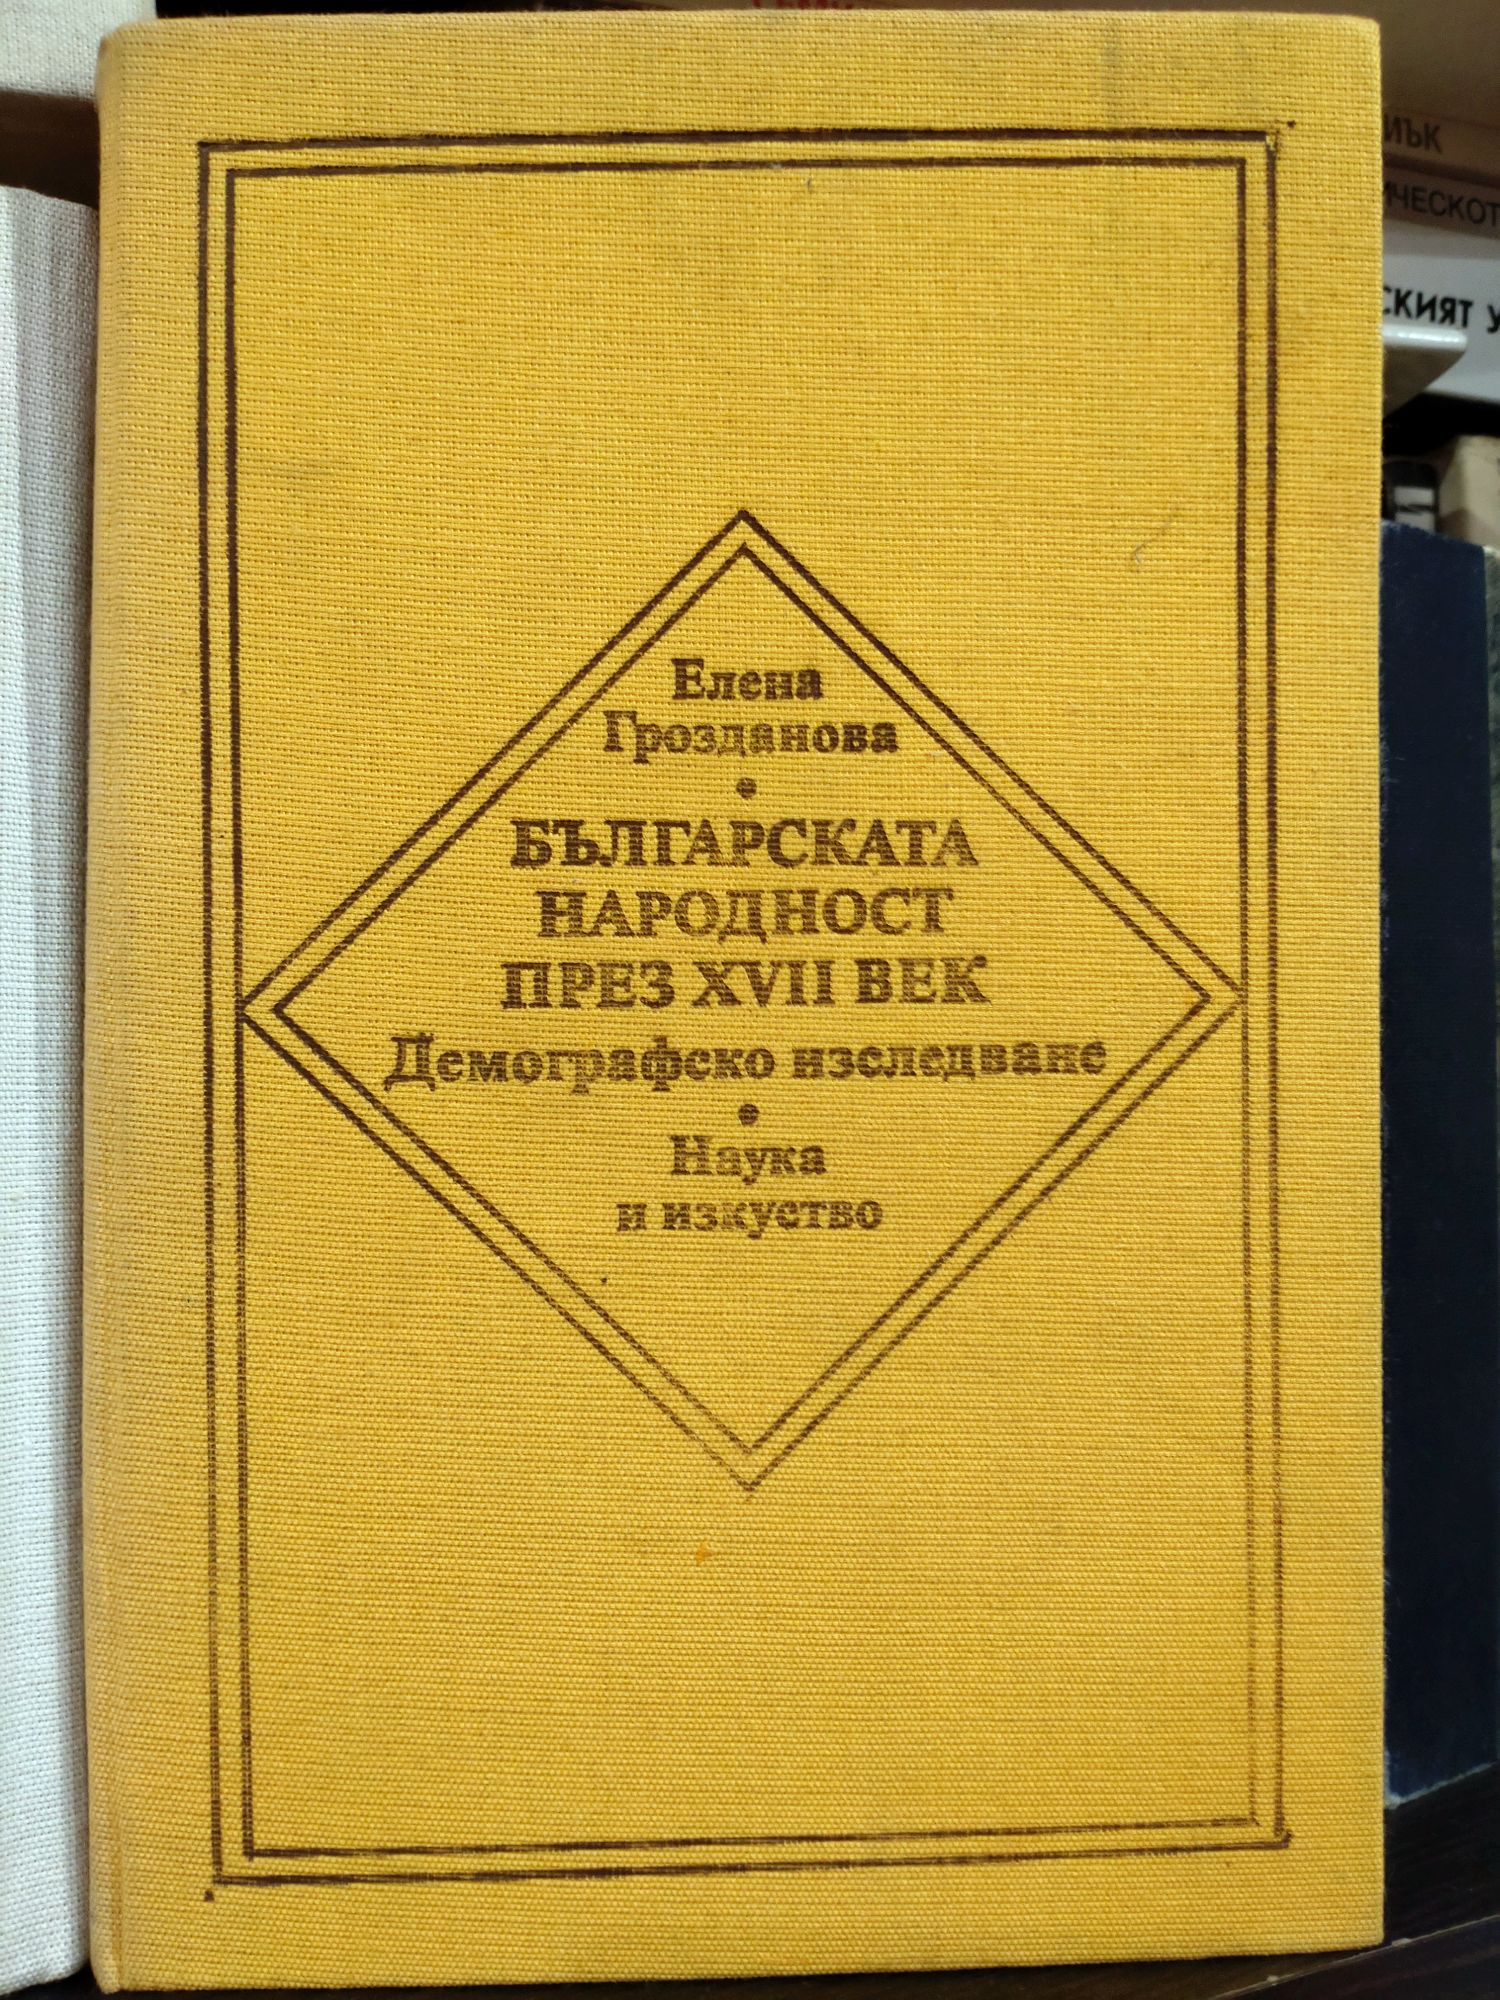 Елена
Грозданова
•
БЪЛГАРСКАТА
НАРОДНОСТ
ПРЕЗ XVII ВЕК
Демографско изследване
•
Наука
и изкуство